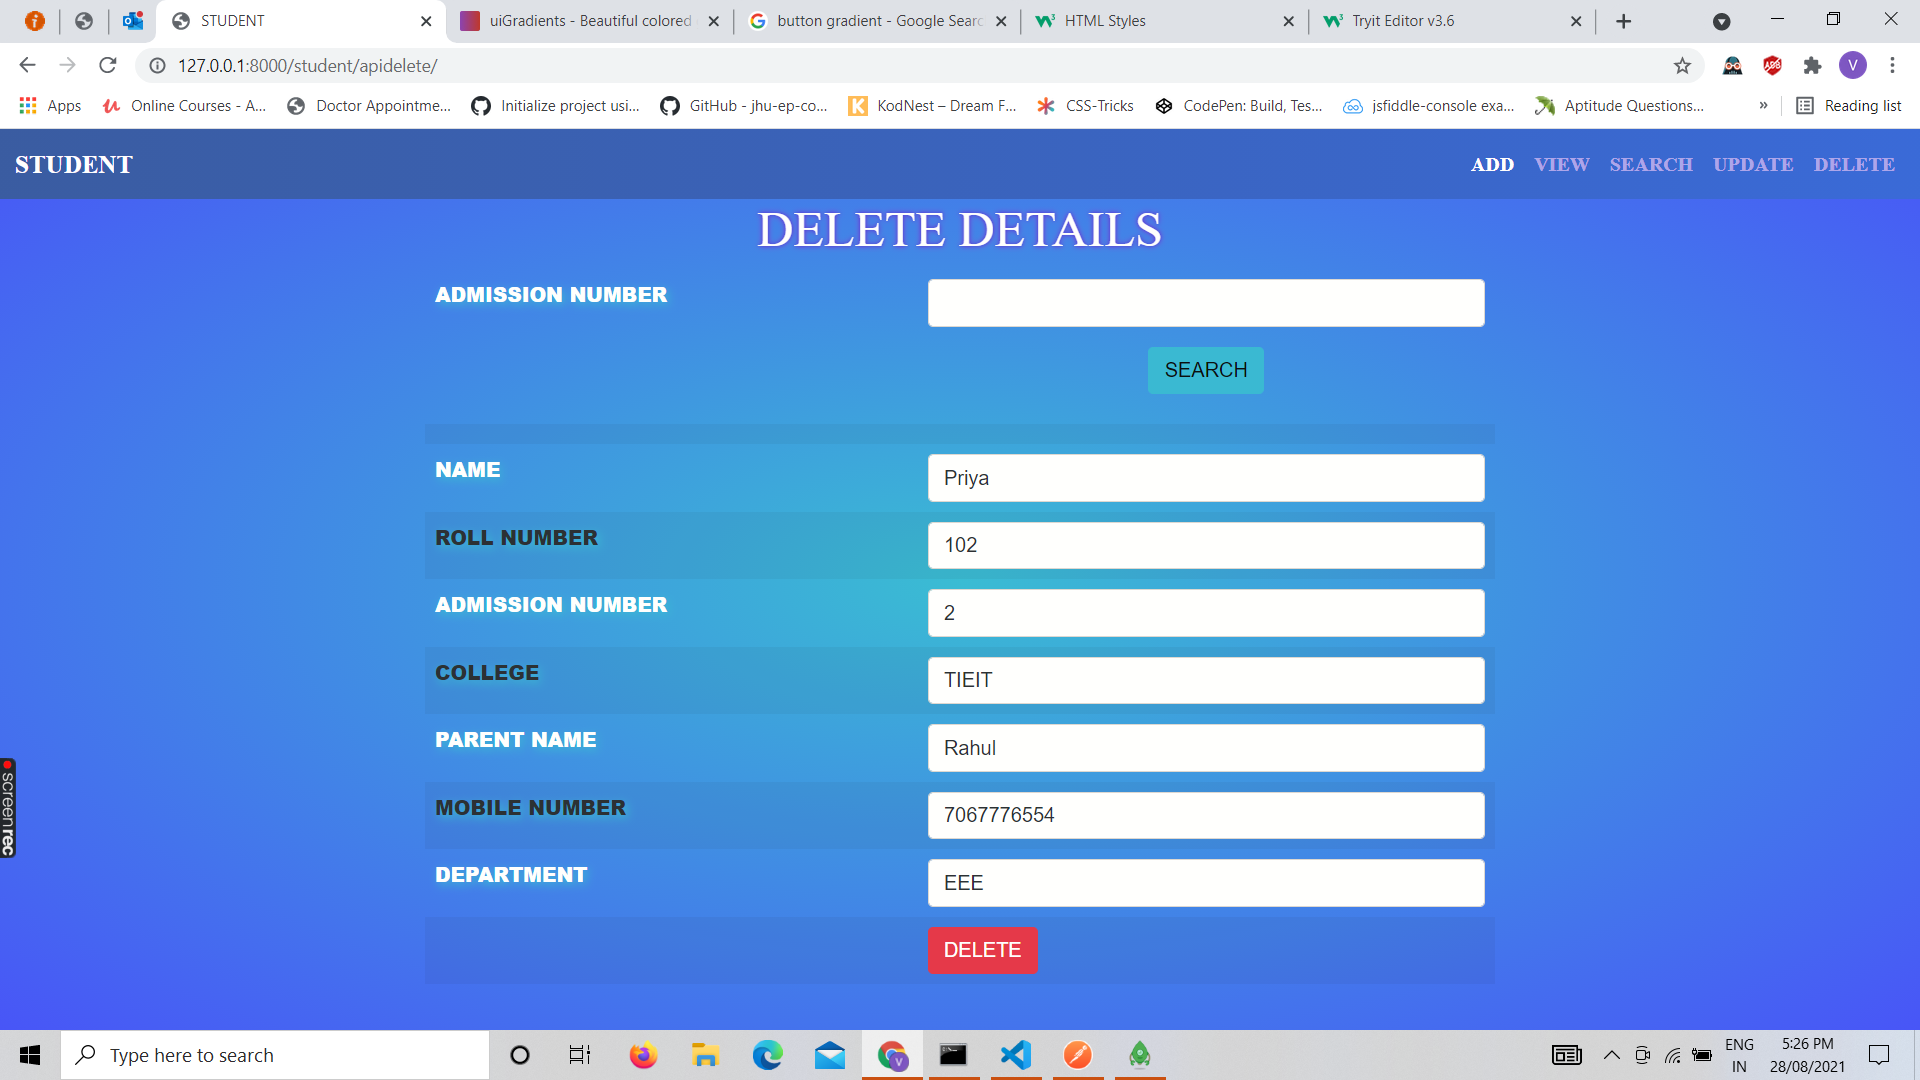 STUDENT
uiGradients - Beautiful colored
button gradient - Google Searc
HTML Styles
Tryit Editor v3.6
127.0.0.1:8000/student/apidelete/
V
Apps
Online Courses - A...
Doctor Appointme...
Initialize project usi...
GitHub - jhu-ep-co...
KodNest – Dream F...
CSS-Tricks
CodePen: Build, Tes...
jsfiddle-console exa...
Aptitude Questions...
»
Reading list
STUDENT
ADD
VIEW
SEARCH
UPDATE
DELETE
DELETE DETAILS
ADMISSION NUMBER
SEARCH
NAME
Priya
ROLL NUMBER
102
ADMISSION NUMBER
2
COLLEGE
TIEIT
PARENT NAME
Rahul
MOBILE NUMBER
7067776554
DEPARTMENT
EEE
DELETE
screenrec
Type here to search
V
ENG
IN
5:26 PM
28/08/2021